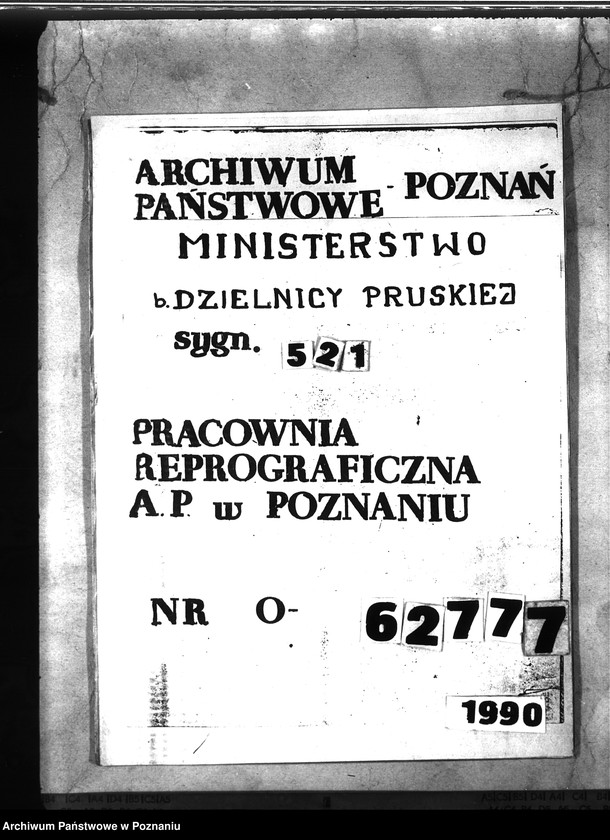 ARCHIWUM
PAŃSTWOWE - POZNAŃ
MINISTERSTWO
b. DZIELNICY PRUSKIEJ
sygn. 521
PRACOWNIA
REPROGRAFICZNA
A.P. w POZNANIU
NR O- 62777
1990
Archiwum Państwowe w Poznaniu